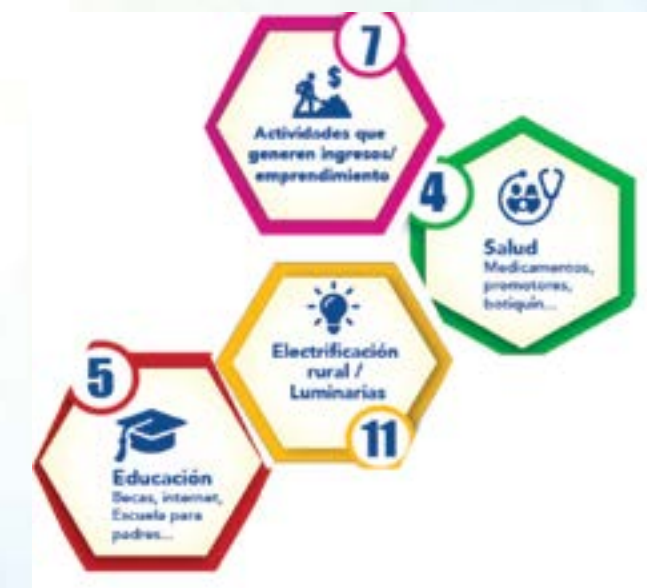 7
$
Actividades que
generen ingresos/
emprendimiento
4
Salud
Medicamentos,
promotores,
botiquín...
Electrificación
rural /
Luminarias
11
5
Educación
Becas, internet,
Escuela para
padres...